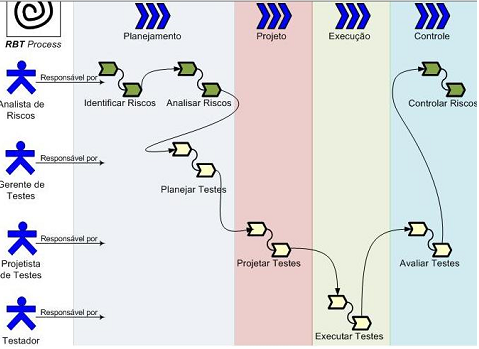 RBT Process
Planejamento
Projeto
Execução
Controle
Responsável por
Analista de
Riscos
Identificar Riscos
Analisar Riscos
Controlar Riscos
Responsável por
Gerente de
Testes
Planejar Testes
Responsável por
Projetista
de Testes
Projetar Testes
Avaliar Testes
Responsável por
Testador
Executar Testes